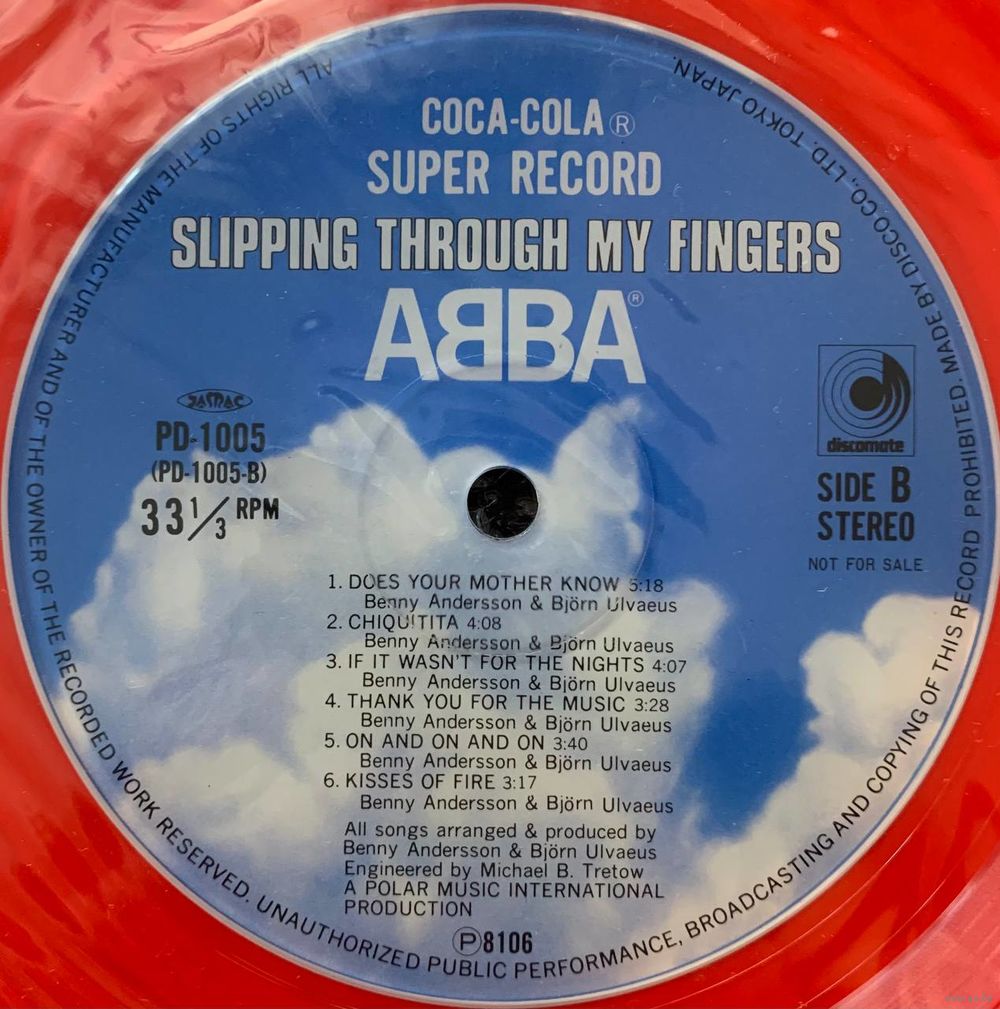 COCA-COLA®
SUPER RECORD
SLIPPING THROUGH MY FINGERS
ABBA®
JASRAC
PD-1005
(PD-1005-B)
33 1/3 RPM
discomate
SIDE B
STEREO
NOT FOR SALE
1. DOES YOUR MOTHER KNOW 5:18
Benny Andersson & Björn Ulvaeus
2. CHIQUITITA 4:08
Benny Andersson & Björn Ulvaeus
3. IF IT WASN'T FOR THE NIGHTS 4:07
Benny Andersson & Björn Ulvaeus
4. THANK YOU FOR THE MUSIC 3:28
Benny Andersson & Björn Ulvaeus
5. ON AND ON AND ON 3:40
Benny Andersson & Björn Ulvaeus
6. KISSES OF FIRE 3:17
Benny Andersson & Björn Ulvaeus
All songs arranged & produced by
Benny Andersson & Björn Ulvaeus
Engineered by Michael B. Tretow
A POLAR MUSIC INTERNATIONAL
PRODUCTION
Ⓟ8106
ALL RIGHTS OF THE MANUFACTURER AND OF THE OWNER OF THE RECORDED WORK RESERVED. UNAUTHORIZED PUBLIC PERFORMANCE, BROADCASTING AND COPYING OF THIS RECORD PROHIBITED. MADE BY DISCO CO., LTD. TOKYO JAPAN.